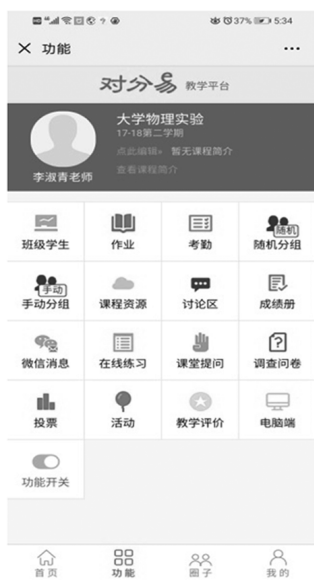 37% 5:34
× 功能 ...
对分易 教学平台
大学物理实验
17-18第二学期
点此编辑» 暂无课程简介
查看课程简介
李淑青老师
班级学生 作业 考勤 随机 随机分组
手动 手动分组 课程资源 讨论区 成绩册
微信消息 在线练习 课堂提问 调查问卷
投票 活动 教学评价 电脑端
功能开关
首页 功能 圈子 我的